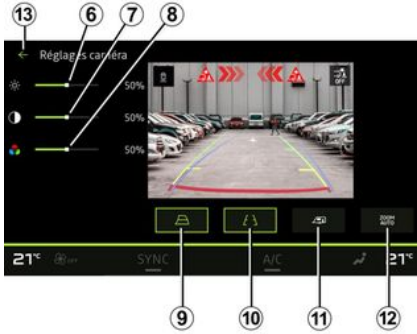 13 6 7 8
← Réglages caméra
50%
OFF
50%
50%
ZOOM
AUTO
21°C OFF SYNC A/C 21°C
9 10 11 12